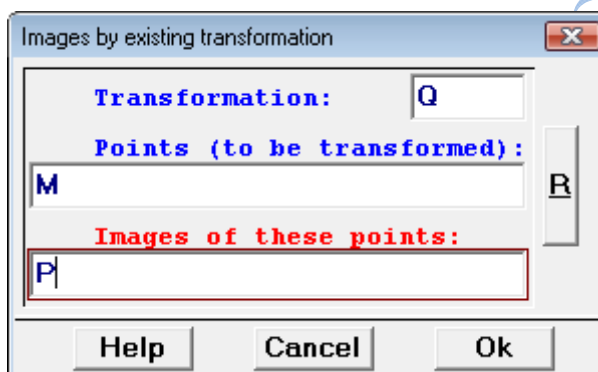 Images by existing transformation
Transformation: Q
Points (to be transformed):
M
R
Images of these points:
P
Help Cancel Ok